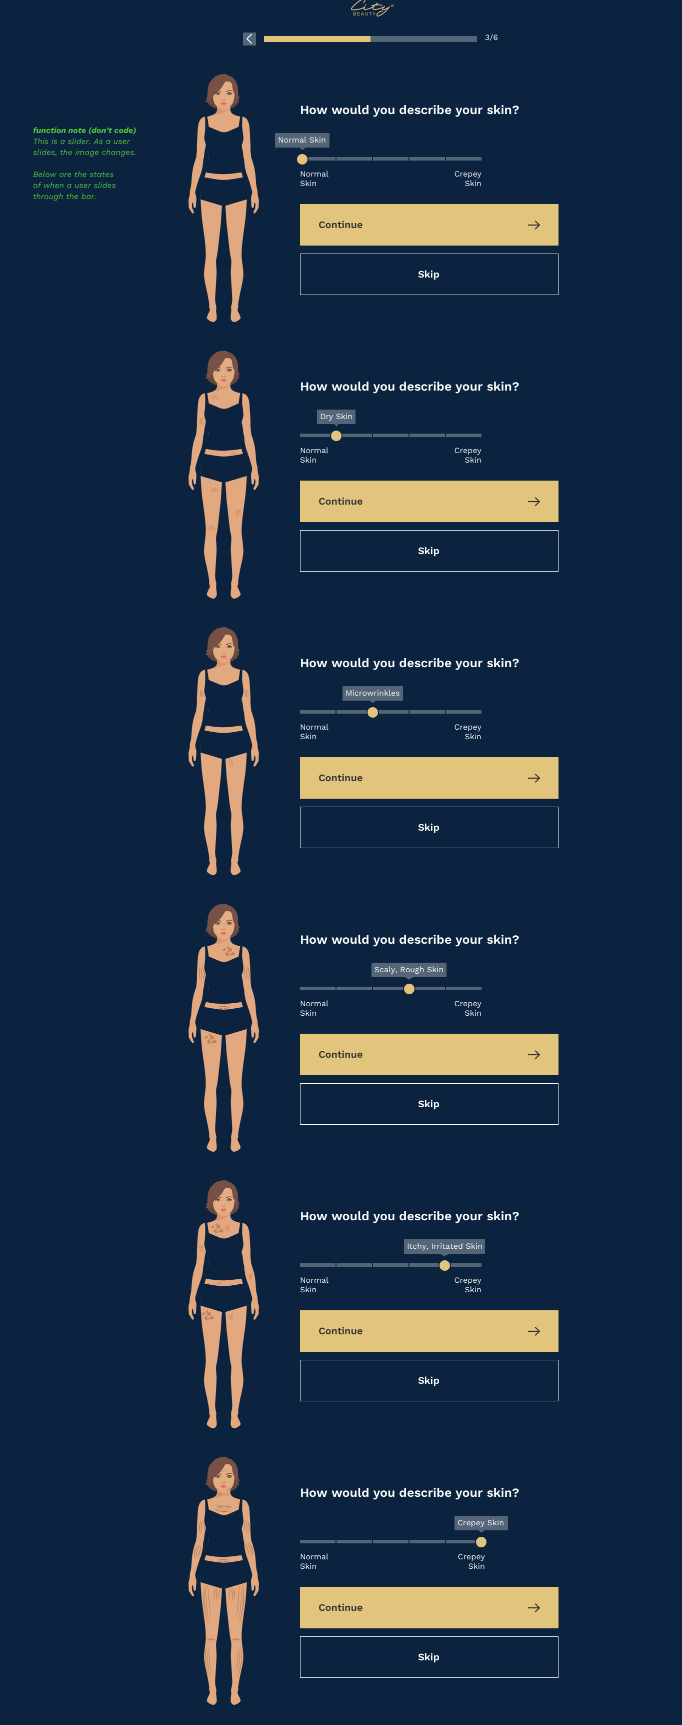 City
BEAUTY®
3/6
How would you describe your skin?
function note (don't code)
This is a slider. As a user
slides, the image changes.
Below are the states
of when a user slides
through the bar.
Normal Skin
Normal
Skin
Crepey
Skin
Continue
Skip
How would you describe your skin?
Dry Skin
Normal
Skin
Crepey
Skin
Continue
Skip
How would you describe your skin?
Microwrinkles
Normal
Skin
Crepey
Skin
Continue
Skip
How would you describe your skin?
Scaly, Rough Skin
Normal
Skin
Crepey
Skin
Continue
Skip
How would you describe your skin?
Itchy, Irritated Skin
Normal
Skin
Crepey
Skin
Continue
Skip
How would you describe your skin?
Crepey Skin
Normal
Skin
Crepey
Skin
Continue
Skip